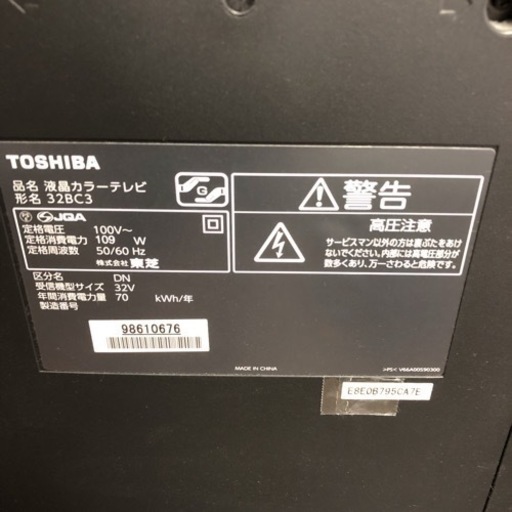 TOSHIBA
品名 液晶カラーテレビ
形名 32BC3
G
JQA
定格電圧 100V~
定格消費電力 109 W
定格周波数 50/60 Hz
株式会社 東芝
区分名 DN
受信機型サイズ 32V
年間消費電力量 70 kWh/年
製造番号
98610676
警告
高圧注意
サービスマン以外の方は裏ぶたをあけ
ないでください。内部には高電圧部分が
数多くあり、万一さわると危険です。
MADE IN CHINA
>PS< V66A00S90300
E8E0B795CA7E